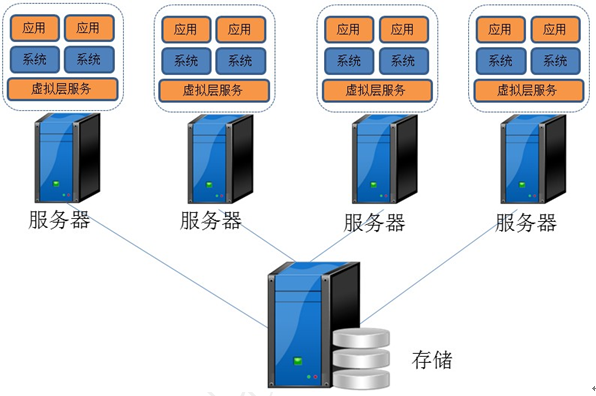 应用 应用 应用 应用 应用 应用 应用 应用
系统 系统 系统 系统 系统 系统 系统 系统
虚拟层服务 虚拟层服务 虚拟层服务 虚拟层服务
服务器 服务器 服务器 服务器
存储